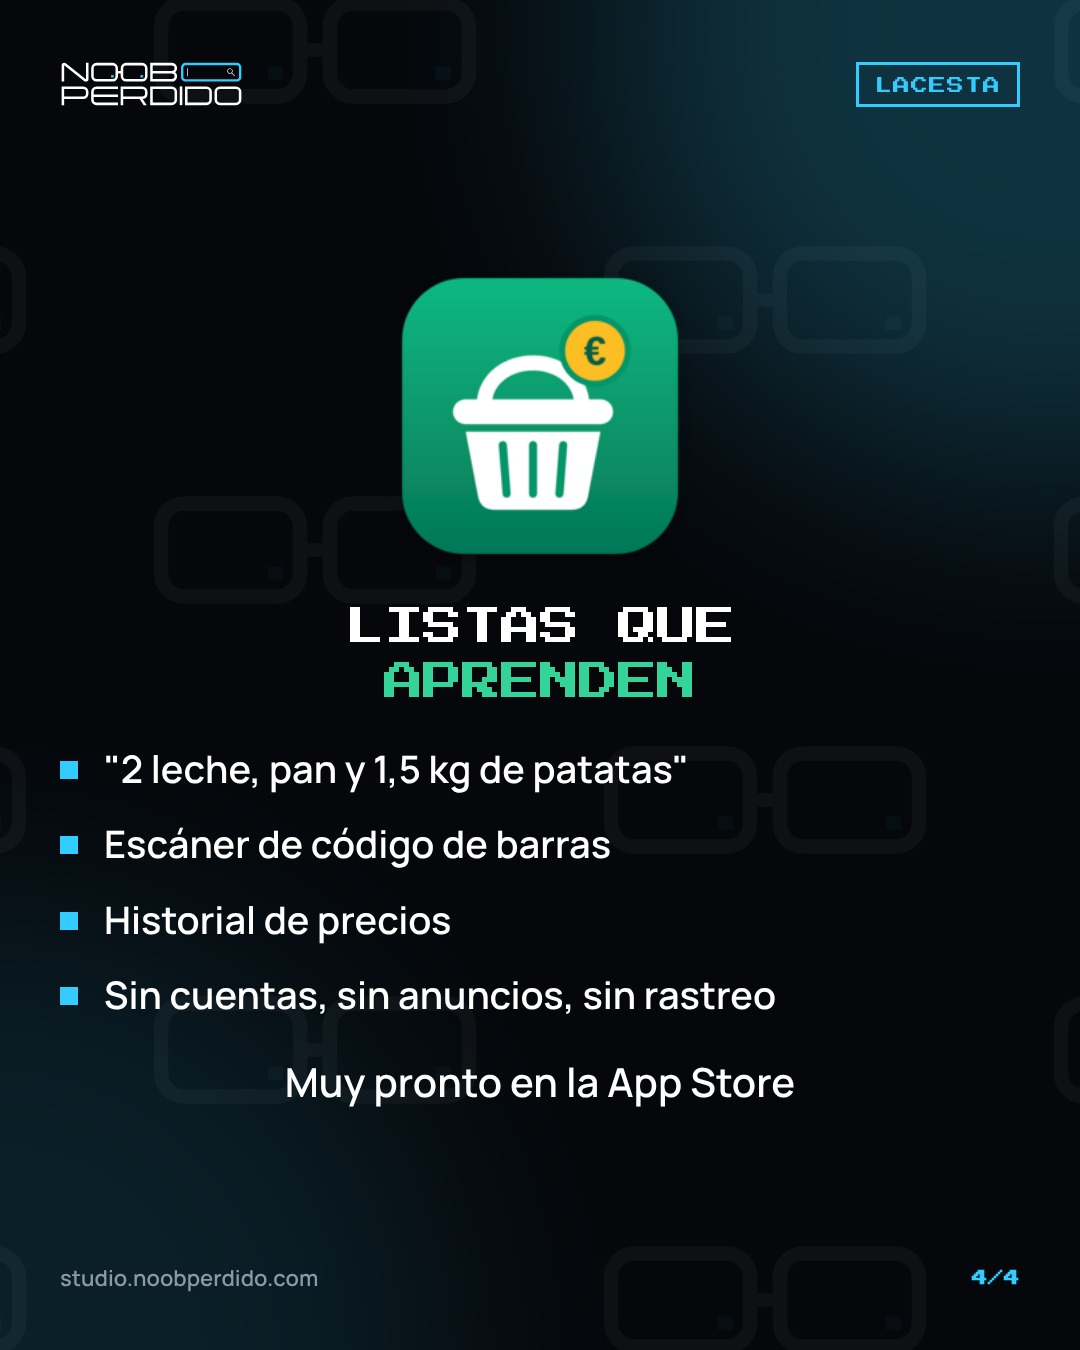 NOOB
PERDIDO
LACESTA
€
LISTAS QUE
APRENDEN
"2 leche, pan y 1,5 kg de patatas"
Escáner de código de barras
Historial de precios
Sin cuentas, sin anuncios, sin rastreo
Muy pronto en la App Store
studio.noobperdido.com
4/4